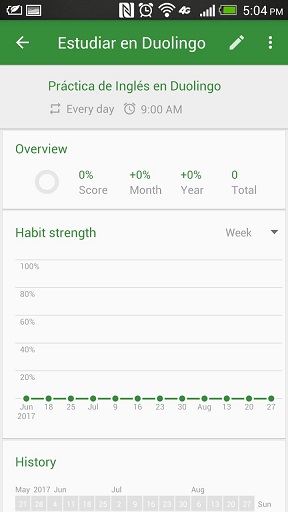 4G 5:04 PM
Estudiar en Duolingo
Práctica de Inglés en Duolingo
Every day 9:00 AM
Overview
0% +0% +0% 0
Score Month Year Total
Habit strength Week
100%
80%
60%
40%
20%
Jun 18 25 Jul 9 16 23 30 Aug 13 20 27
2017
History
May 2017 Jun Jul Aug
21 28 4 11 18 25 2 9 16 23 30 6 13 20 27 Sun